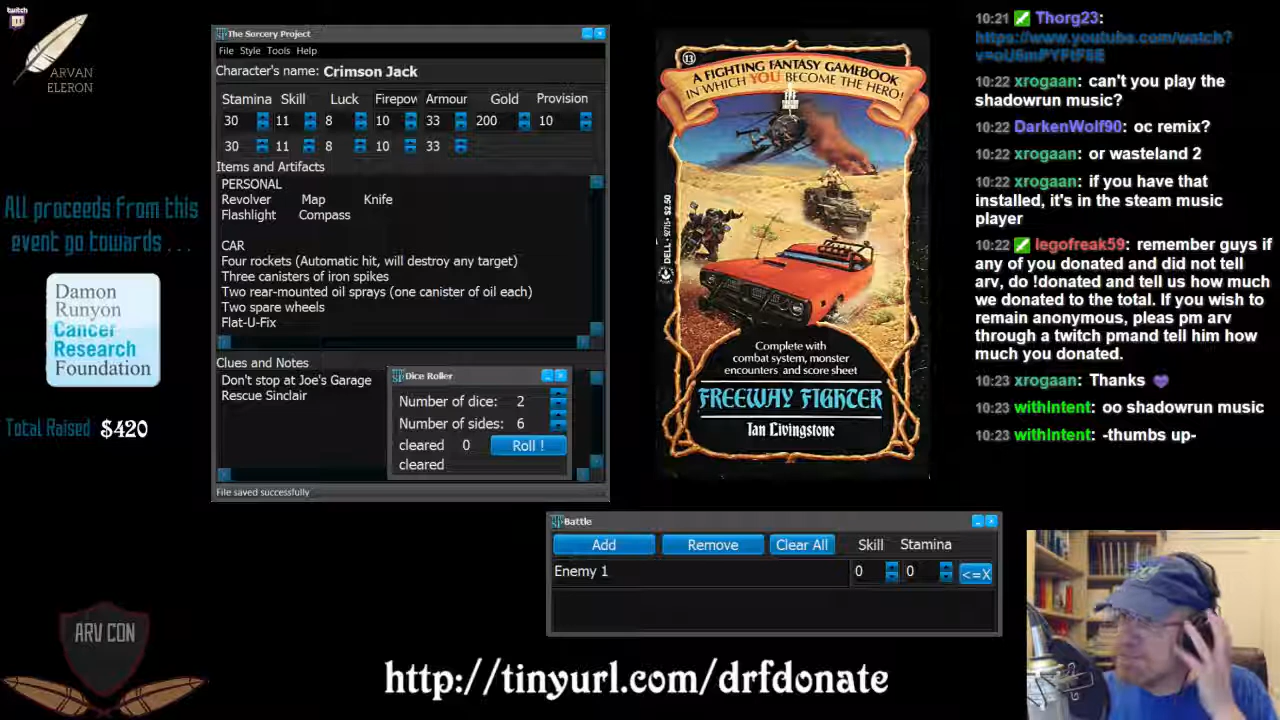 twitch
ARVAN
ELERON
All proceeds from this
event go towards . . .
Damon
Runyon
Cancer
Research
Foundation
Total Raised $420
ARV CON
The Sorcery Project
File Style Tools Help
Character's name: Crimson Jack
Stamina Skill Luck Firepow Armour Gold Provision
30 11 8 10 33 200 10
30 11 8 10 33
Items and Artifacts
PERSONAL
Revolver Map Knife
Flashlight Compass
CAR
Four rockets (Automatic hit, will destroy any target)
Three canisters of iron spikes
Two rear-mounted oil sprays (one canister of oil each)
Two spare wheels
Flat-U-Fix
Clues and Notes
Don't stop at Joe's Garage
Rescue Sinclair
File saved successfully
Dice Roller
Number of dice: 2
Number of sides: 6
cleared 0 Roll !
cleared
13
A FIGHTING FANTASY GAMEBOOK
IN WHICH YOU BECOME THE HERO!
DELL • 92715 • $2.50
Complete with
combat system, monster
encounters, and score sheet
FREEWAY FIGHTER
Ian Livingstone
Battle
Add Remove Clear All Skill Stamina
Enemy 1 0 0 <=X
http://tinyurl.com/drfdonate
10:21 Thorg23:
https://www.youtube.com/watch?
v=oU6mPYFtF8E
10:22 xrogaan: can't you play the
shadowrun music?
10:22 DarkenWolf90: oc remix?
10:22 xrogaan: or wasteland 2
10:22 xrogaan: if you have that
installed, it's in the steam music
player
10:22 legofreak59: remember guys if
any of you donated and did not tell
arv, do !donated and tell us how much
we donated to the total. If you wish to
remain anonymous, pleas pm arv
through a twitch pmand tell him how
much you donated.
10:23 xrogaan: Thanks
10:23 withIntent: oo shadowrun music
10:23 withIntent: -thumbs up-